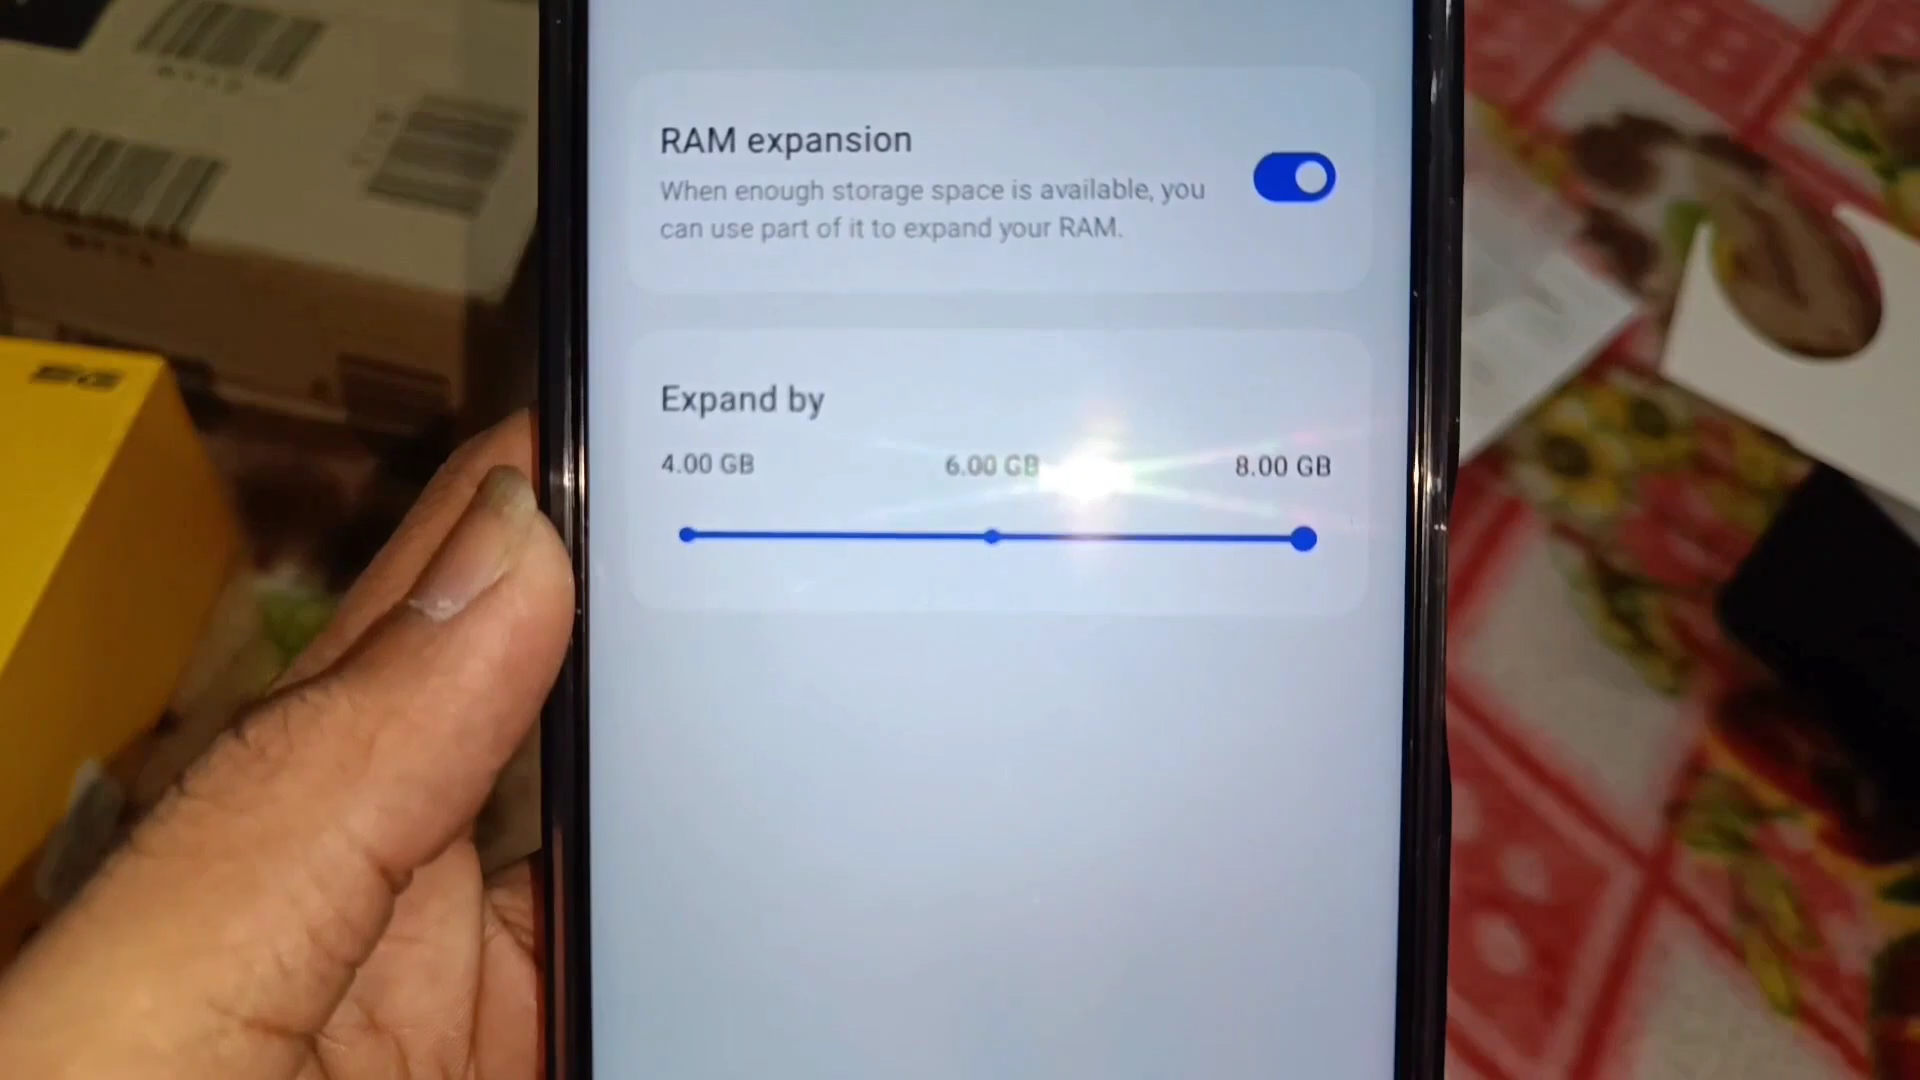 RAM expansion
When enough storage space is available, you
can use part of it to expand your RAM.
Expand by
4.00 GB
6.00 GB
8.00 GB